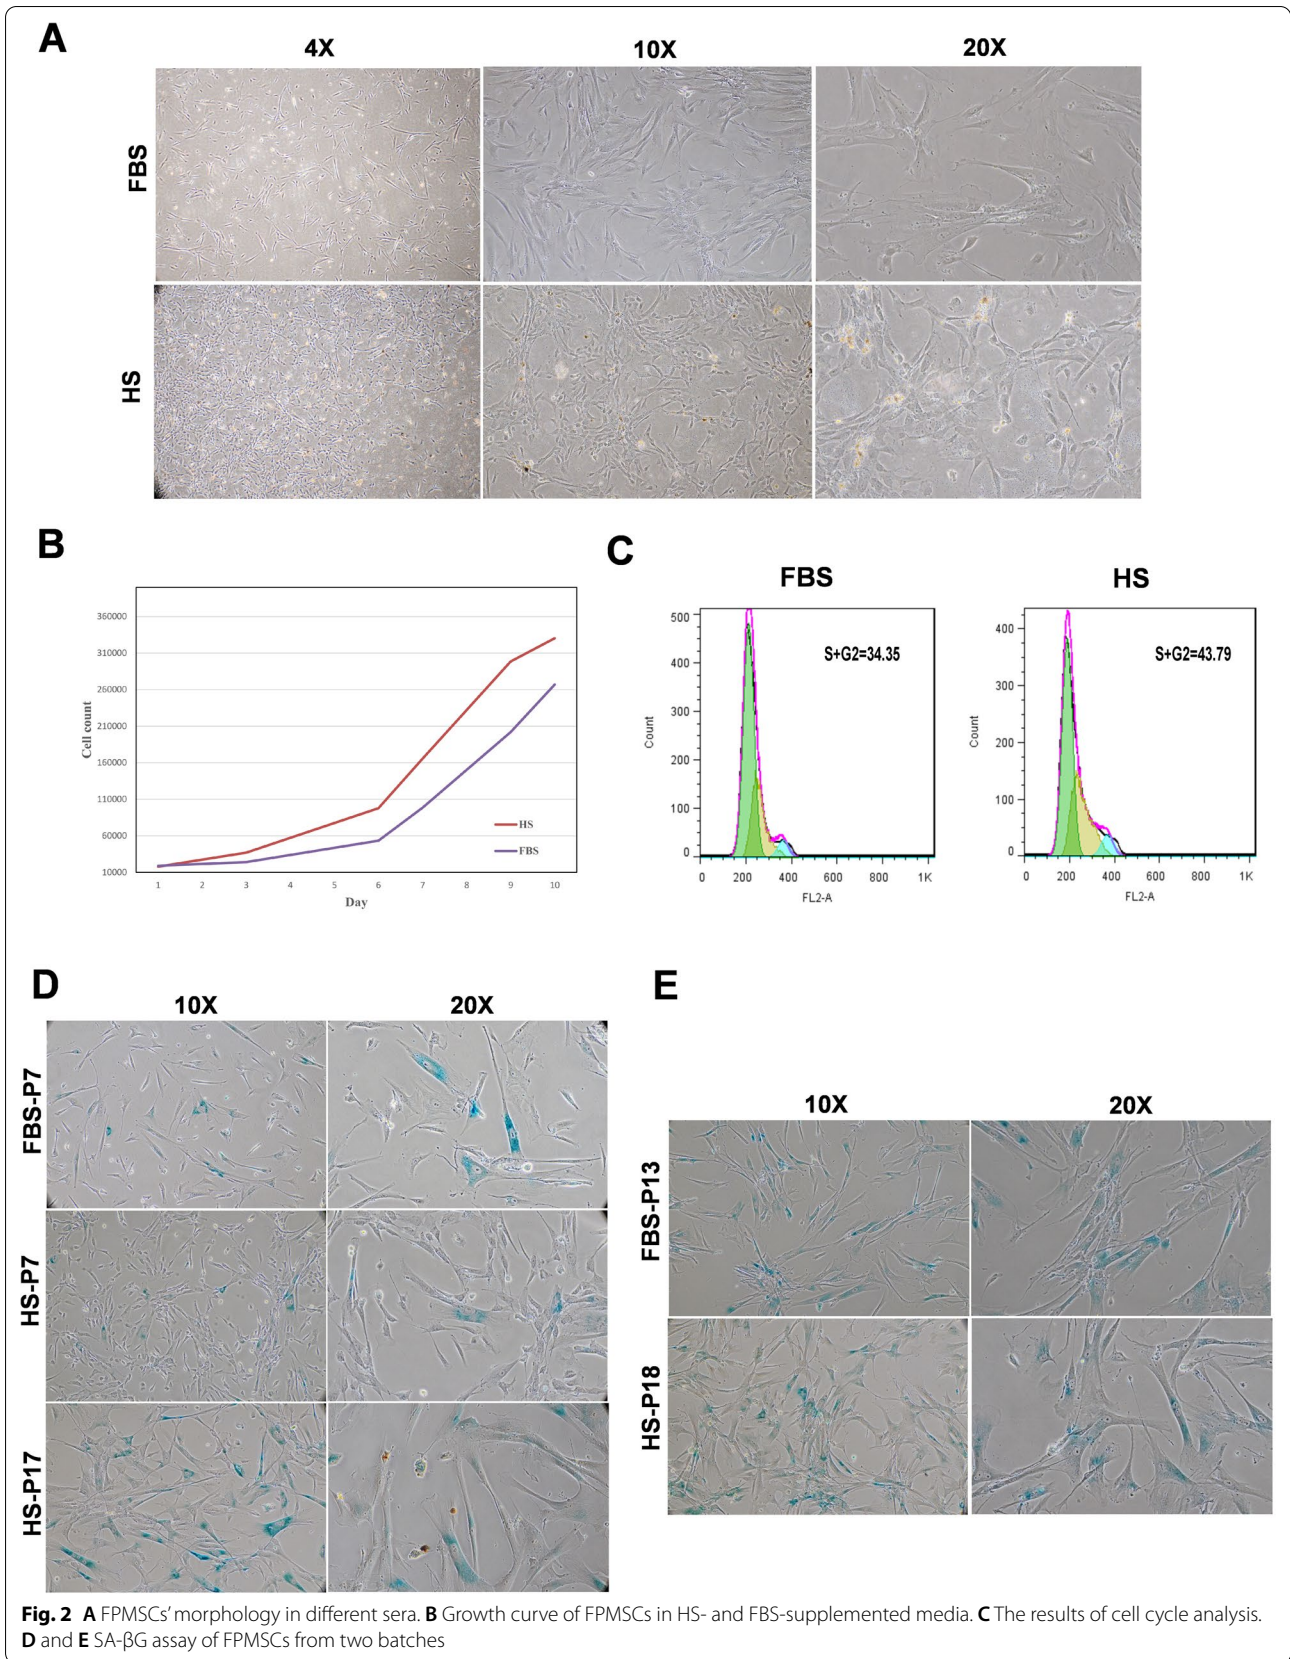 A
4X
10X
20X
FBS
HS
B
360000
310000
260000
210000
160000
110000
60000
10000
Cell count
HS
FBS
1 2 3 4 5 6 7 8 9 10
Day
C
FBS
500
400
300
200
100
0
Count
S+G2=34.35
0 200 400 600 800 1K
FL2-A
HS
400
300
200
100
0
Count
S+G2=43.79
0 200 400 600 800 1K
FL2-A
D
10X
20X
FBS-P7
HS-P7
HS-P17
E
10X
20X
FBS-P13
HS-P18
Fig. 2 A FPMSCs’ morphology in different sera. B Growth curve of FPMSCs in HS- and FBS-supplemented media. C The results of cell cycle analysis.
D and E SA-βG assay of FPMSCs from two batches